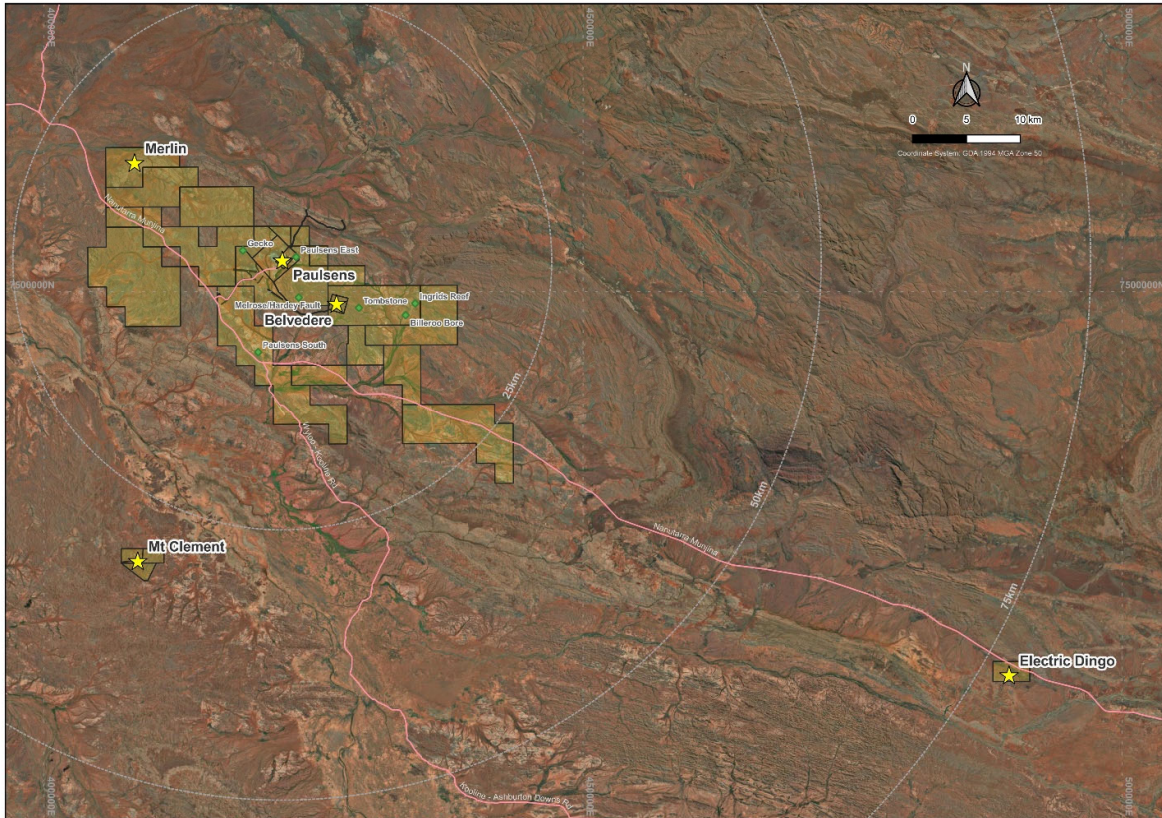 400000E
450000E
500000E
N
0 5 10 km
Coordinate System: GDA 1994 MGA Zone 50
Merlin
Nanutarra Munjina
Gecko
Paulsens East
Paulsens
7500000N
7500000N
Melrose/Hardey Fault
Tombstone
Ingrids Reef
Belvedere
Billeroo Bore
Paulsens South
25km
Wyloo - Kooline Rd
50km
Nanutarra Munjina
Mt Clement
75km
Electric Dingo
Kooline - Ashburton Downs Rd
400000E
450000E
500000E